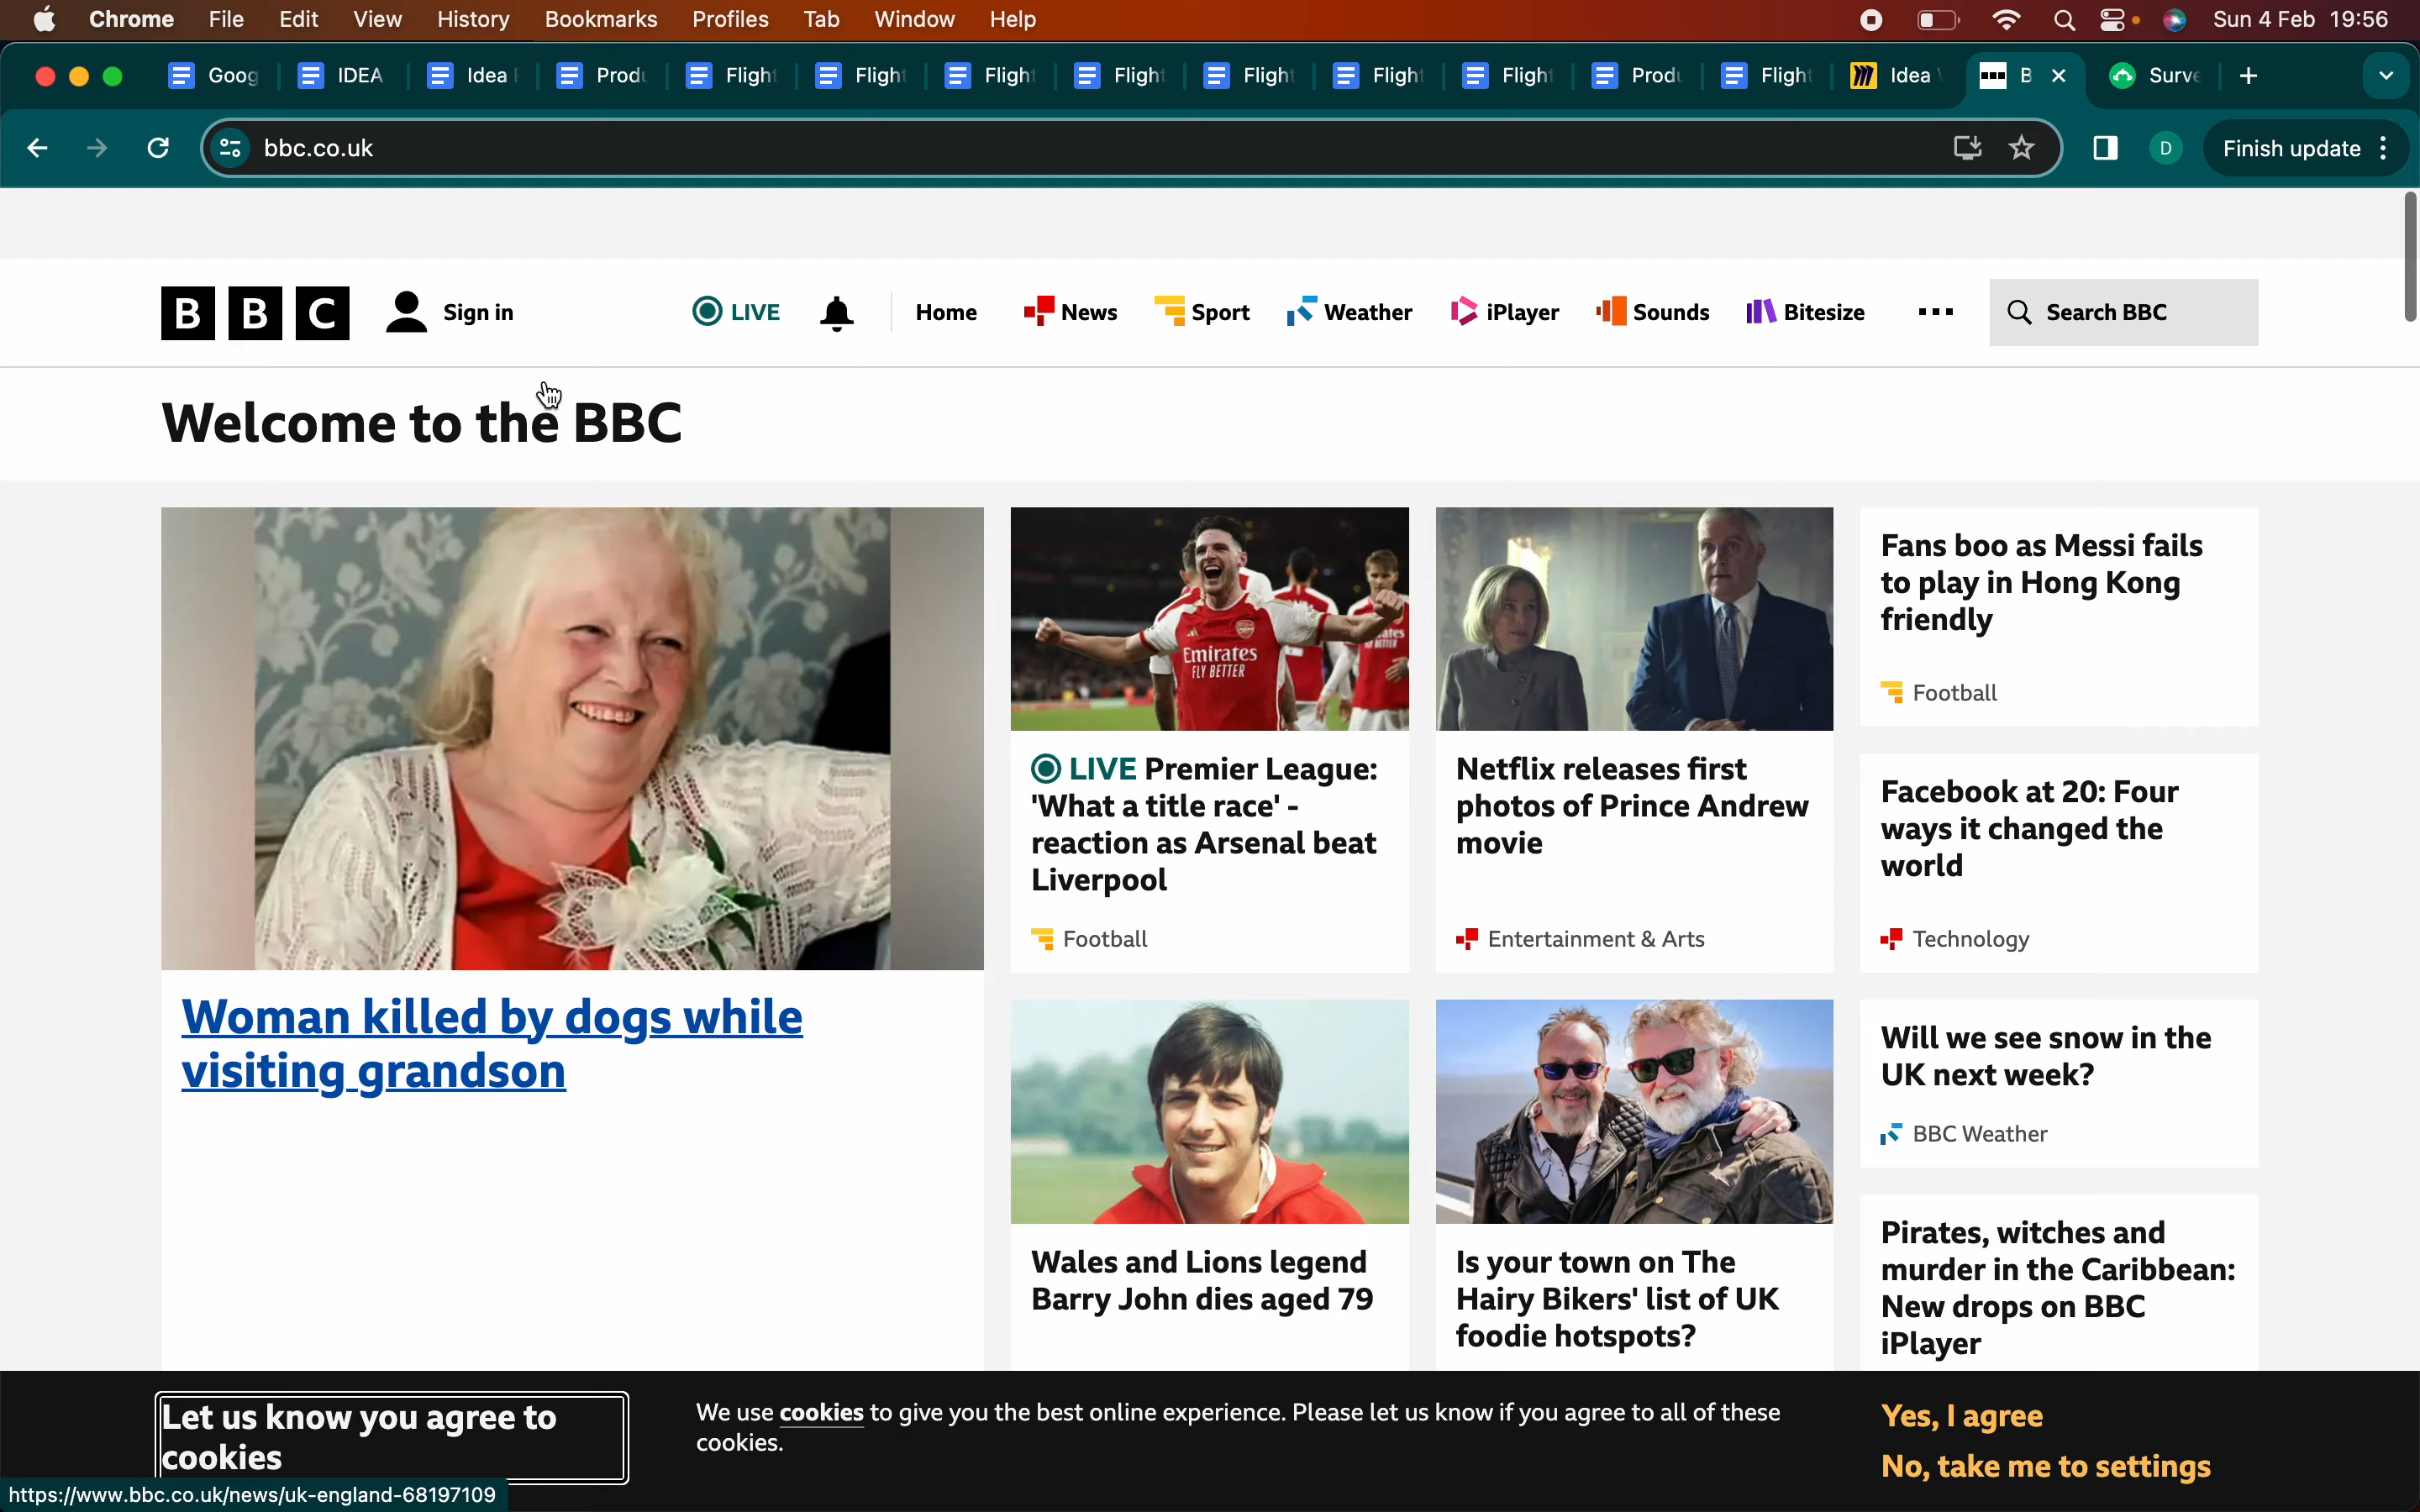 Chrome File Edit View History Bookmarks Profiles Tab Window Help Sun 4 Feb 19:56
Goog IDEA Idea Produ Flight Flight Flight Flight Flight Flight Flight Produ Flight Idea B Surve
bbc.co.uk D Finish update
BBC Sign in LIVE Home News Sport Weather iPlayer Sounds Bitesize Search BBC
Welcome to the BBC
Emirates
FLY BETTER
Woman killed by dogs while
visiting grandson
LIVE Premier League:
'What a title race' -
reaction as Arsenal beat
Liverpool
Football
Netflix releases first
photos of Prince Andrew
movie
Entertainment & Arts
Fans boo as Messi fails
to play in Hong Kong
friendly
Football
Facebook at 20: Four
ways it changed the
world
Technology
Wales and Lions legend
Barry John dies aged 79
Is your town on The
Hairy Bikers' list of UK
foodie hotspots?
Will we see snow in the
UK next week?
BBC Weather
Pirates, witches and
murder in the Caribbean:
New drops on BBC
iPlayer
Let us know you agree to
cookies
We use cookies to give you the best online experience. Please let us know if you agree to all of these
cookies.
Yes, I agree
No, take me to settings
https://www.bbc.co.uk/news/uk-england-68197109